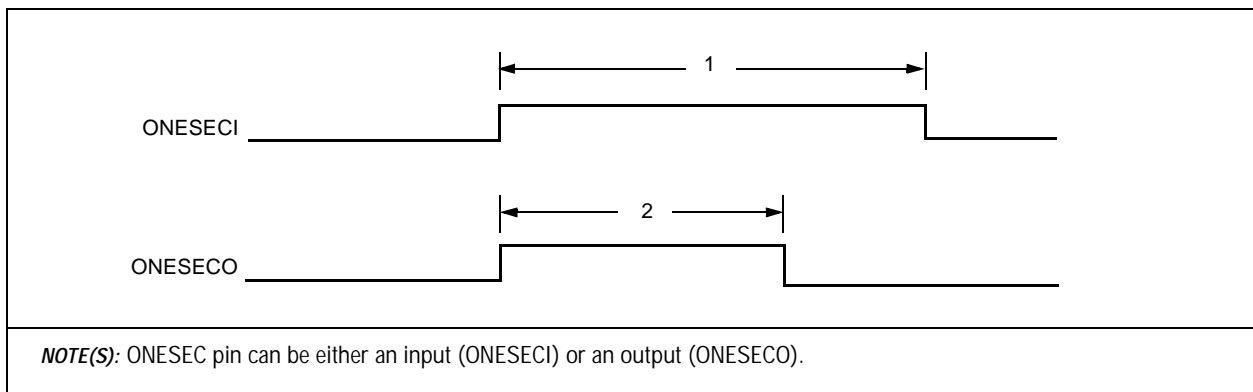 1
ONESECI
2
ONESECO
NOTE(S): ONESEC pin can be either an input (ONESECI) or an output (ONESECO).